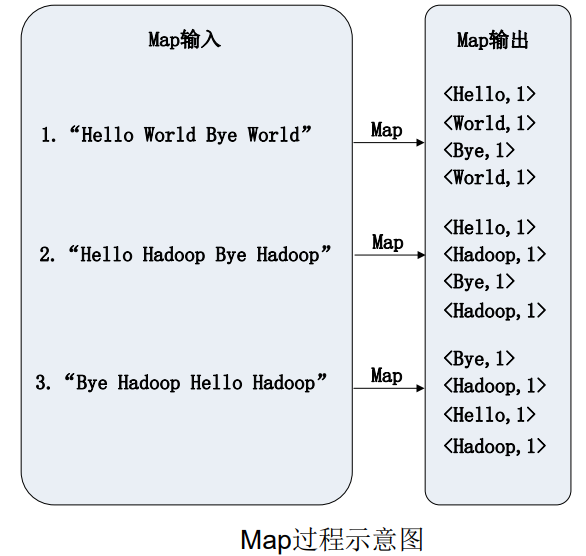 Map输入
1. “Hello World Bye World”
2. “Hello Hadoop Bye Hadoop”
3. “Bye Hadoop Hello Hadoop”
Map
Map
Map
Map输出
<Hello,1>
<World,1>
<Bye,1>
<World,1>
<Hello,1>
<Hadoop,1>
<Bye,1>
<Hadoop,1>
<Bye,1>
<Hadoop,1>
<Hello,1>
<Hadoop,1>
Map过程示意图